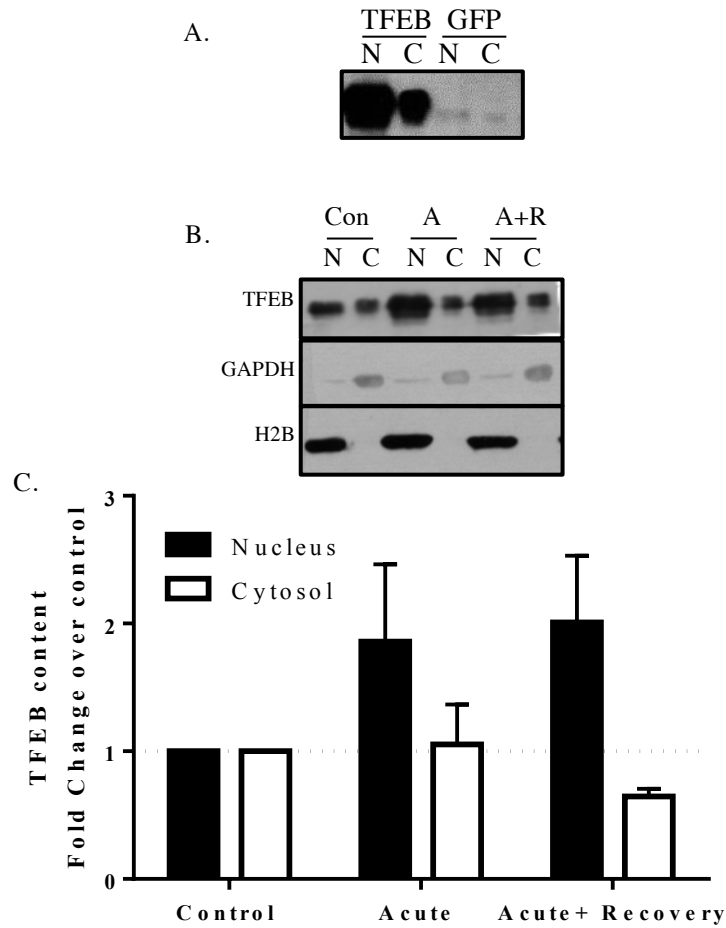 A.
TFEB GFP
N C N C
B.
Con A A+R
N C N C N C
TFEB
GAPDH
H2B
C.
TFEB content
Fold Change over control
3
2
1
0
Nucleus
Cytosol
Control Acute Acute+ Recovery